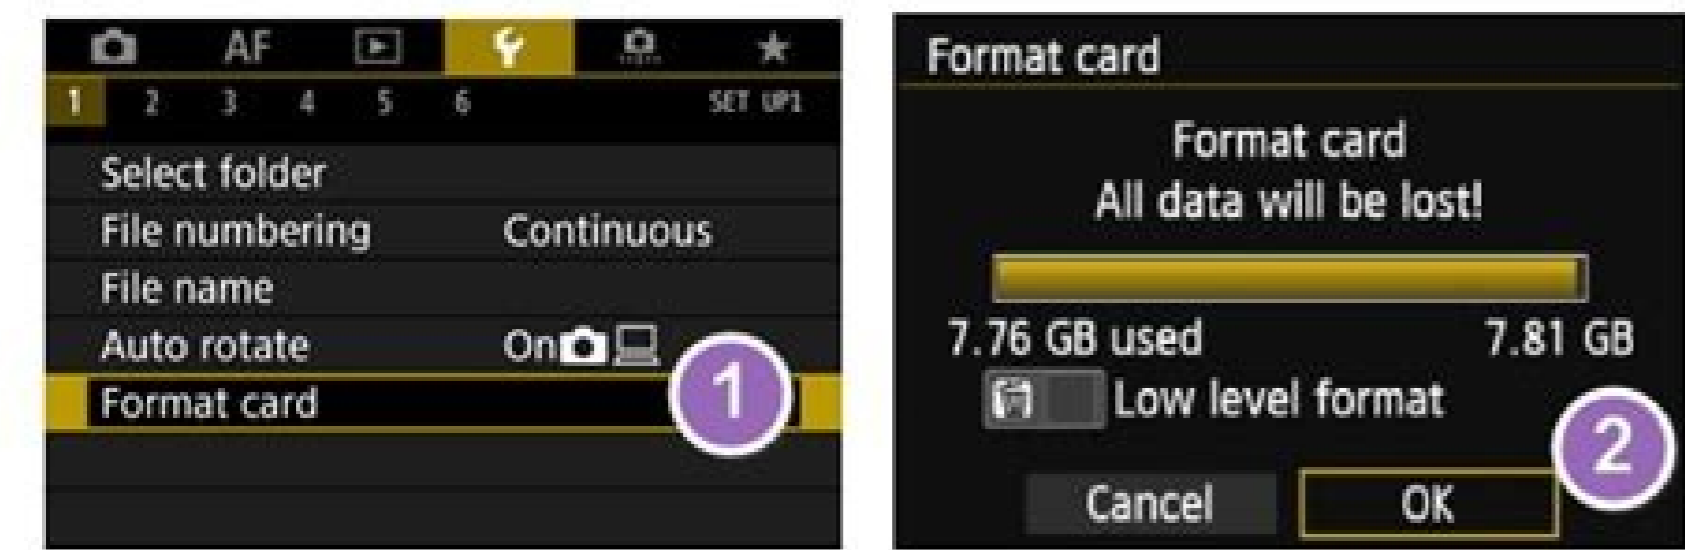 AF
1 2 3 4 5 6 SET UP1
Select folder
File numbering Continuous
File name
Auto rotate On
Format card
1
Format card
Format card
All data will be lost!
7.76 GB used 7.81 GB
Low level format
Cancel OK
2